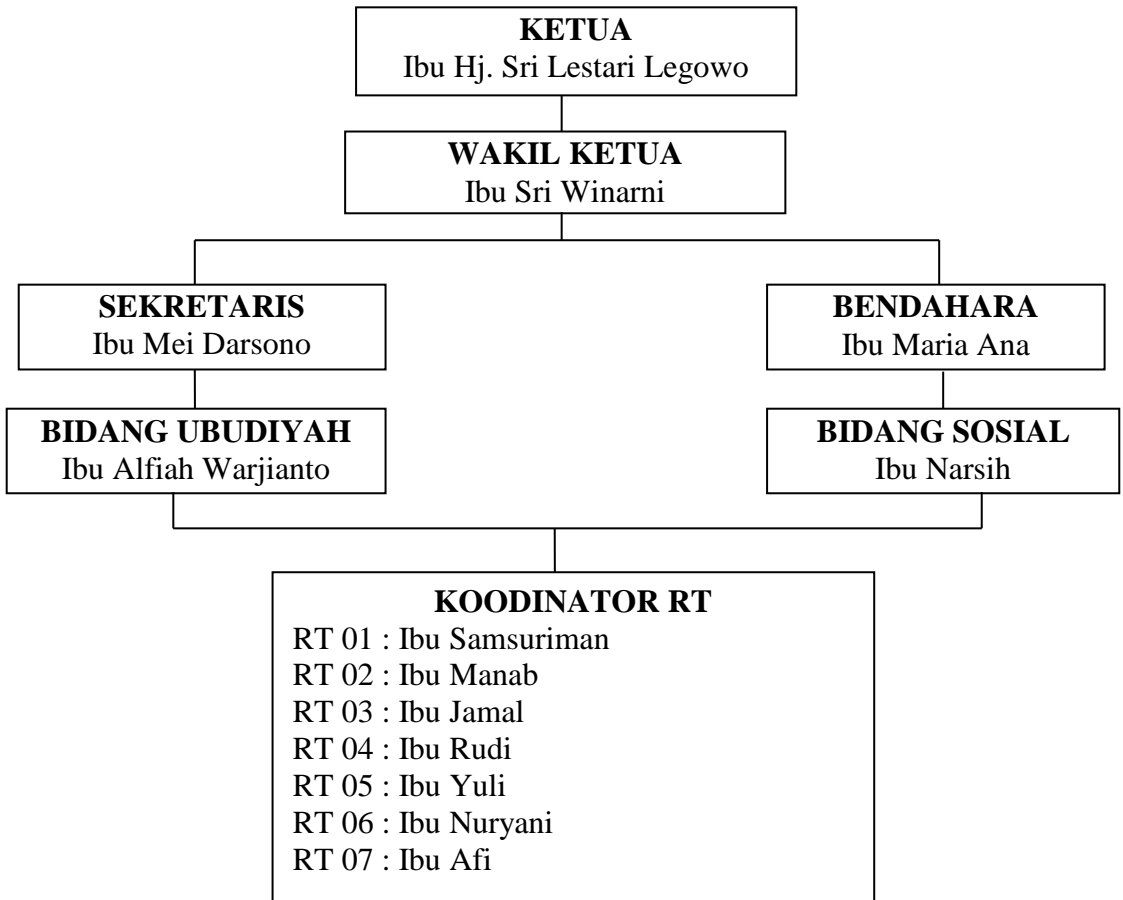 KETUA
Ibu Hj. Sri Lestari Legowo
WAKIL KETUA
Ibu Sri Winarni
SEKRETARIS
Ibu Mei Darsono
BENDAHARA
Ibu Maria Ana
BIDANG UBUDIYAH
Ibu Alfiah Warjianto
BIDANG SOSIAL
Ibu Narsih
KOODINATOR RT
RT 01 : Ibu Samsuriman
RT 02 : Ibu Manab
RT 03 : Ibu Jamal
RT 04 : Ibu Rudi
RT 05 : Ibu Yuli
RT 06 : Ibu Nuryani
RT 07 : Ibu Afi